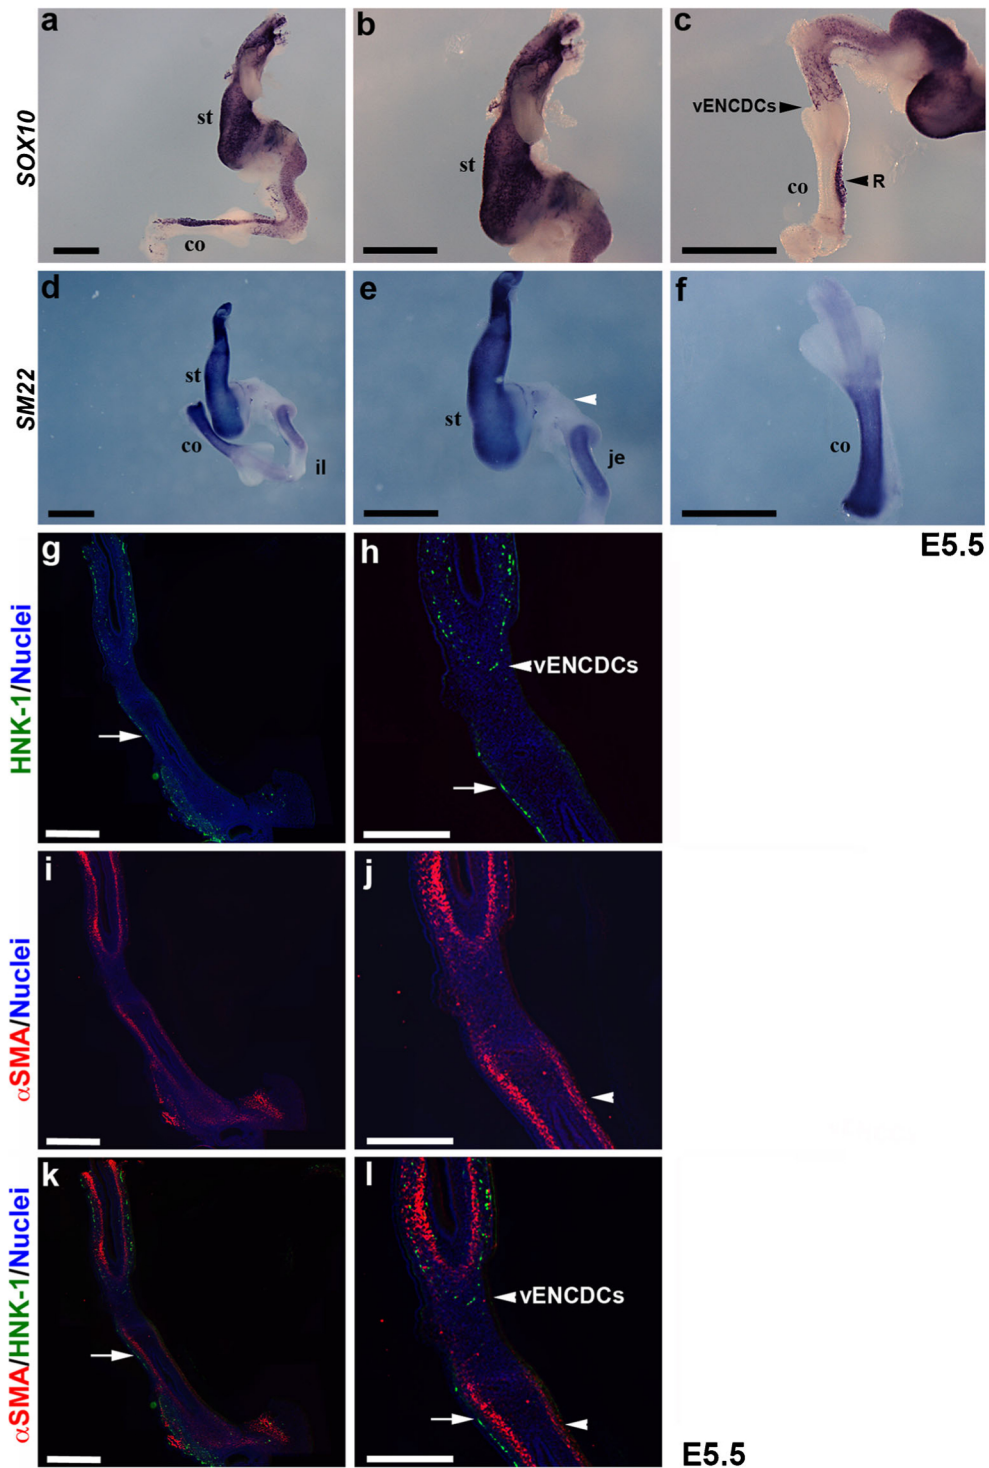 a
b
c
SOX10
st
co
st
vENCDCs
co
R
d
e
f
SM22
st
co
il
st
je
co
E5.5
g
h
HNK-1/Nuclei
vENCDCs
i
j
αSMA/Nuclei
k
l
αSMA/HNK-1/Nuclei
vENCDCs
E5.5